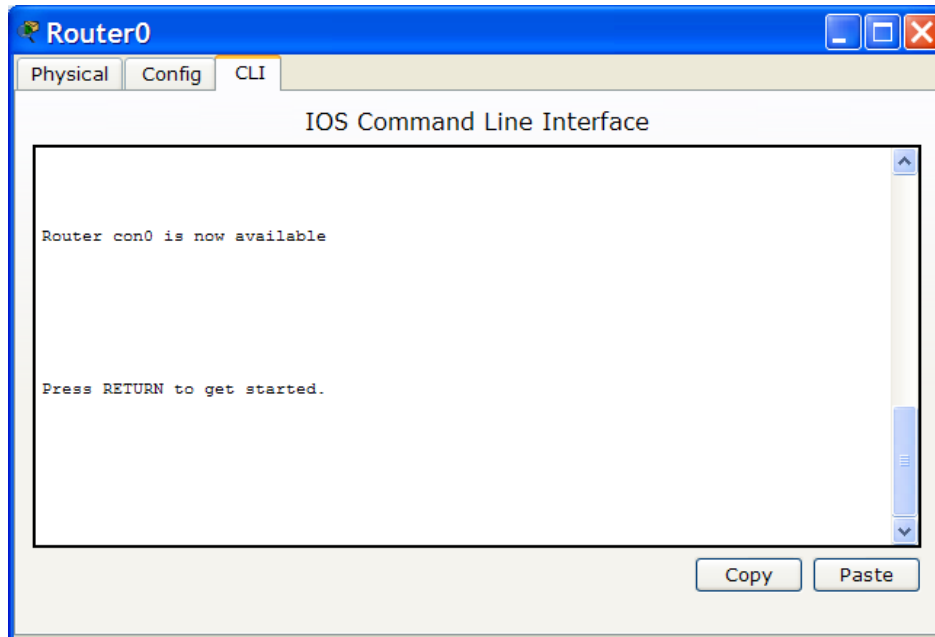 Router0
Physical Config CLI
IOS Command Line Interface
Router con0 is now available
Press RETURN to get started.
Copy Paste